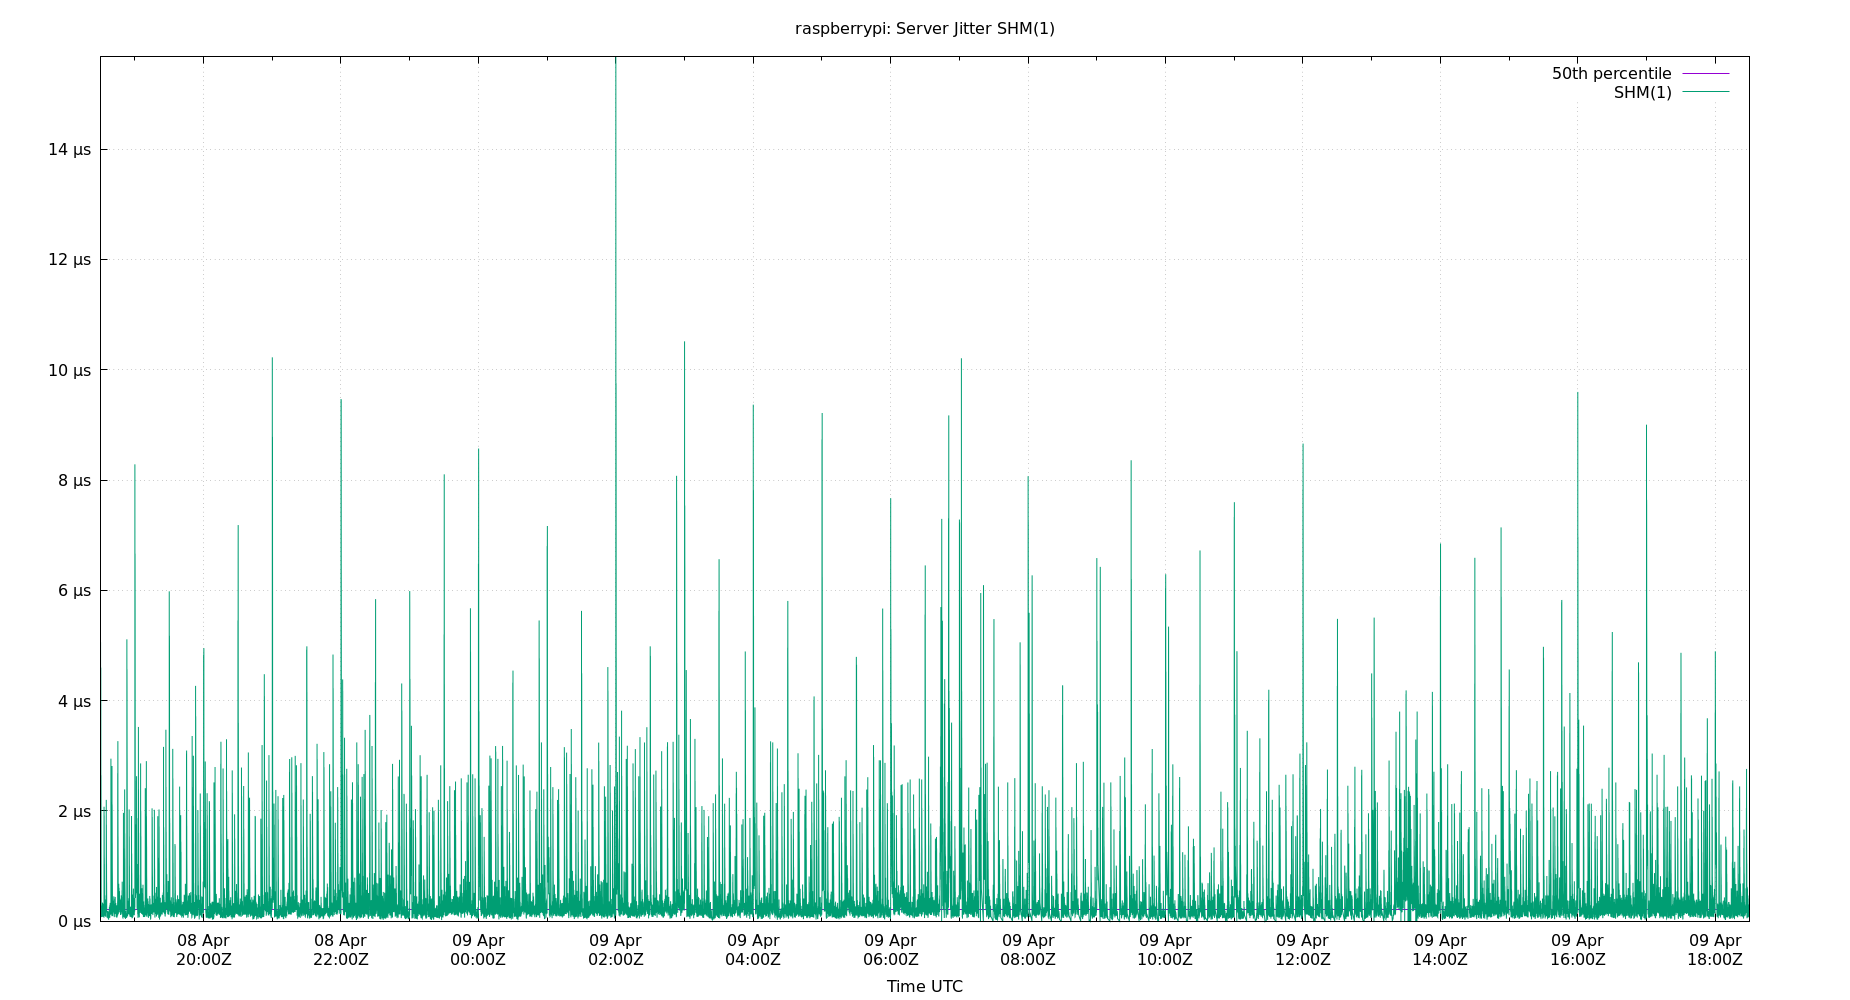 raspberrypi: Server Jitter SHM(1)
50th percentile
SHM(1)
14 µs
12 µs
10 µs
8 µs
6 µs
4 µs
2 µs
0 µs
08 Apr 08 Apr 09 Apr 09 Apr 09 Apr 09 Apr 09 Apr 09 Apr 09 Apr 09 Apr 09 Apr 09 Apr
20:00Z 22:00Z 00:00Z 02:00Z 04:00Z 06:00Z 08:00Z 10:00Z 12:00Z 14:00Z 16:00Z 18:00Z
Time UTC